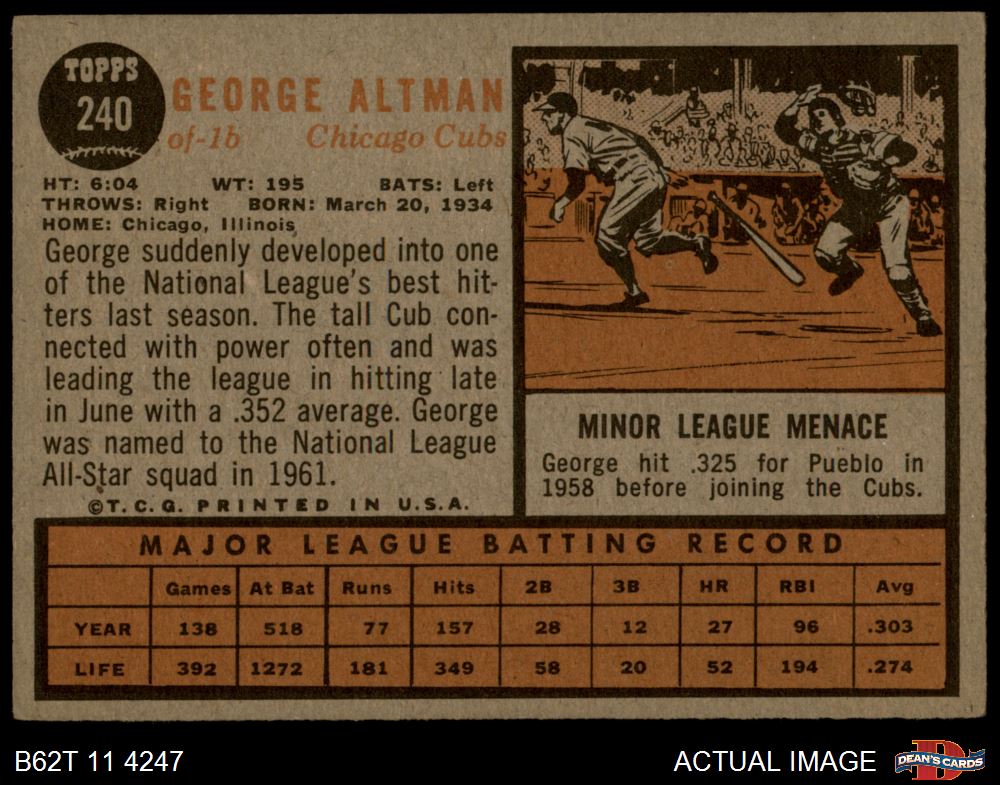 TOPPS
240
GEORGE ALTMAN
of-1b Chicago Cubs
HT: 6:04 WT: 195 BATS: Left
THROWS: Right BORN: March 20, 1934
HOME: Chicago, Illinois
George suddenly developed into one
of the National League's best hit-
ters last season. The tall Cub con-
nected with power often and was
leading the league in hitting late
in June with a .352 average. George
was named to the National League
All-Star squad in 1961.
©T.C.G. PRINTED IN U.S.A.
MINOR LEAGUE MENACE
George hit .325 for Pueblo in
1958 before joining the Cubs.
MAJOR LEAGUE BATTING RECORD
Games At Bat Runs Hits 2B 3B HR RBI Avg
YEAR 138 518 77 157 28 12 27 96 .303
LIFE 392 1272 181 349 58 20 52 194 .274
B62T 11 4247 ACTUAL IMAGE
DEAN'S CARDS